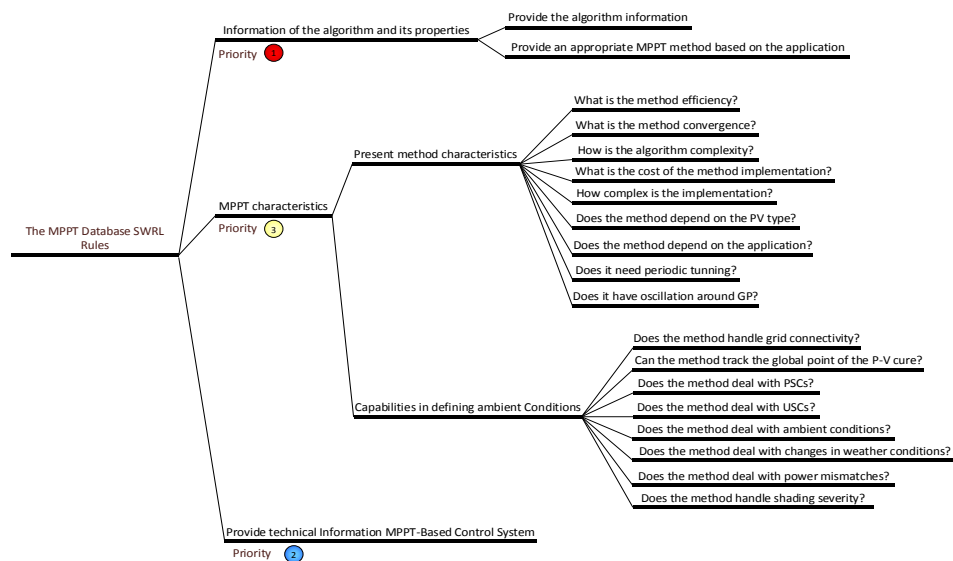 Provide the algorithm information
Information of the algorithm and its properties
Priority 1
Provide an appropriate MPPT method based on the application
What is the method efficiency?
What is the method convergence?
How is the algorithm complexity?
Present method characteristics
What is the cost of the method implementation?
How complex is the implementation?
MPPT characteristics
Priority 3
Does the method depend on the PV type?
The MPPT Database SWRL
Rules
Does the method depend on the application?
Does it need periodic tunning?
Does it have oscillation around GP?
Does the method handle grid connectivity?
Can the method track the global point of the P-V cure?
Does the method deal with PSCs?
Capabilities in defining ambient Conditions
Does the method deal with USCs?
Does the method deal with ambient conditions?
Does the method deal with changes in weather conditions?
Does the method deal with power mismatches?
Does the method handle shading severity?
Provide technical Information MPPT-Based Control System
Priority 2